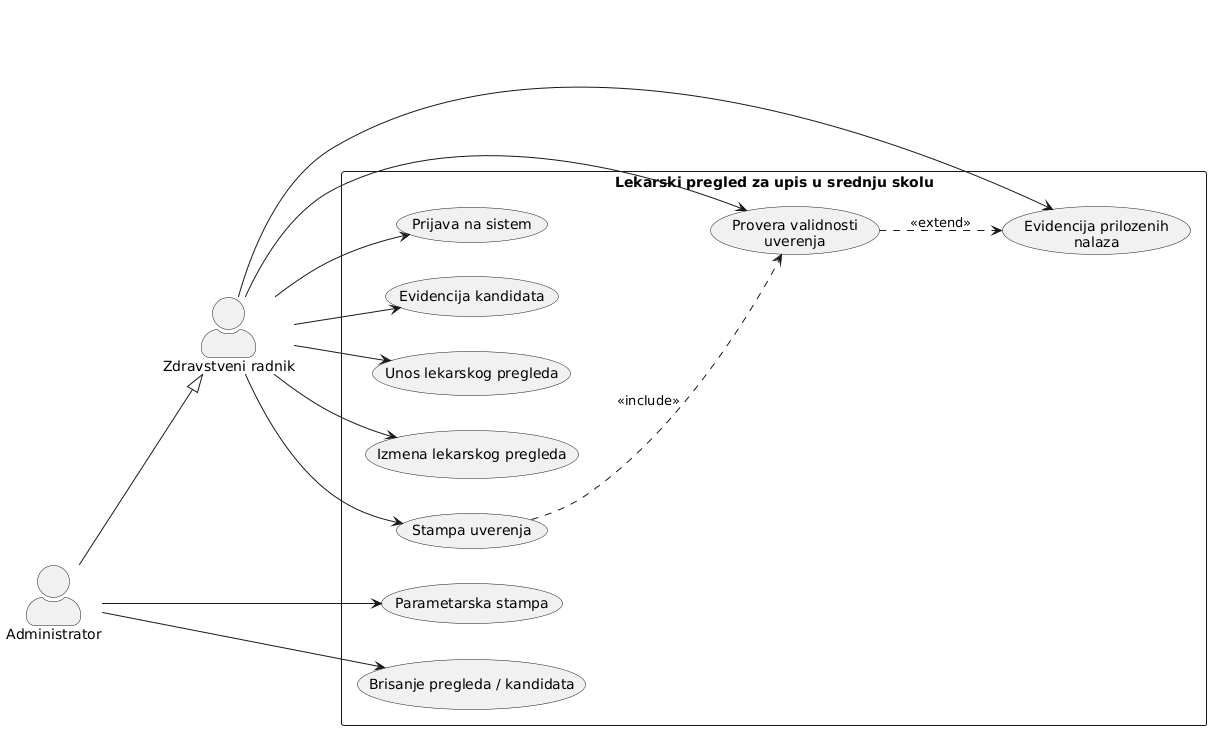 Lekarski pregled za upis u srednju skolu
Prijava na sistem
Provera validnosti
uverenja
«extend»
Evidencija prilozenih
nalaza
Evidencija kandidata
Zdravstveni radnik
Unos lekarskog pregleda
«include»
Izmena lekarskog pregleda
Stampa uverenja
Parametarska stampa
Administrator
Brisanje pregleda / kandidata